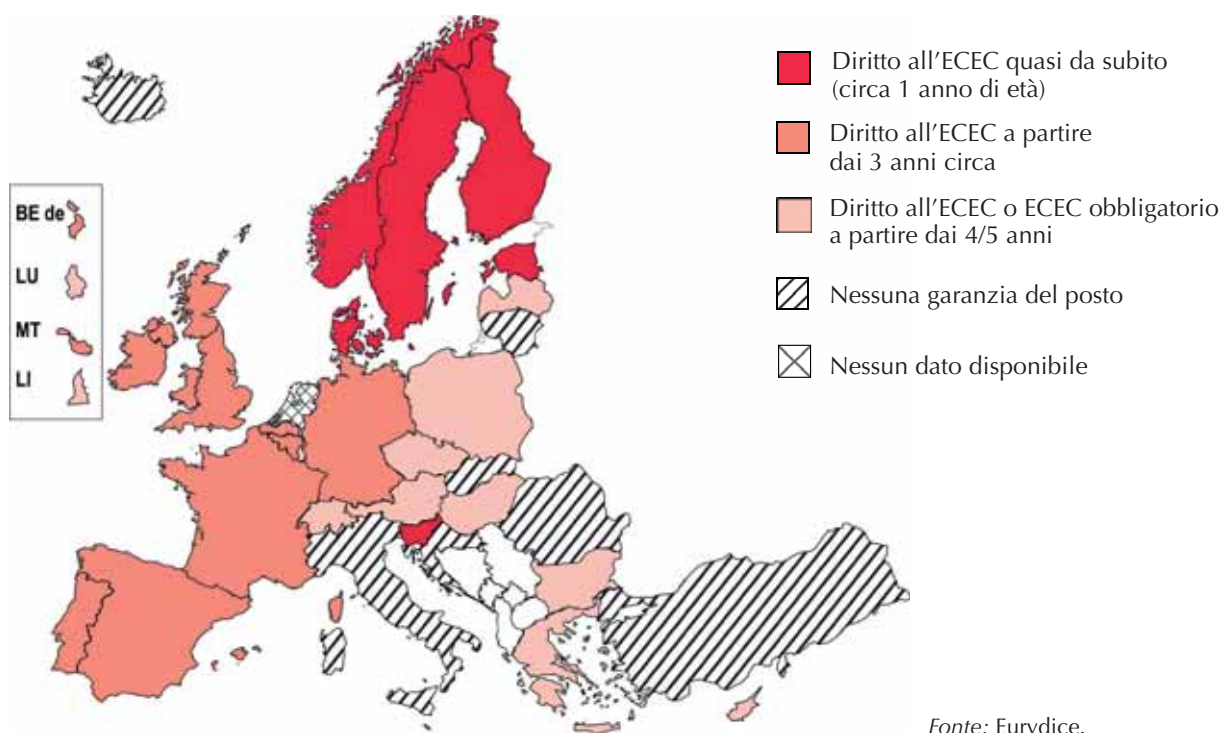 BE de
LU
MT
LI
Diritto all'ECEC quasi da subito
(circa 1 anno di età)
Diritto all'ECEC a partire
dai 3 anni circa
Diritto all'ECEC o ECEC obbligatorio
a partire dai 4/5 anni
Nessuna garanzia del posto
Nessun dato disponibile
Fonte: Eurydice.